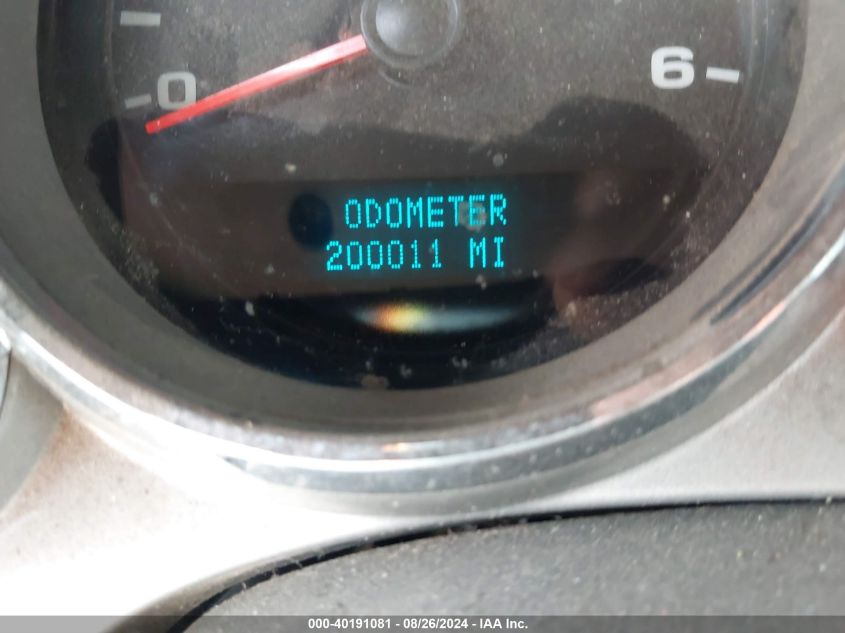 0
6
ODOMETER
200011 MI
000-40191081 - 08/26/2024 - IAA Inc.